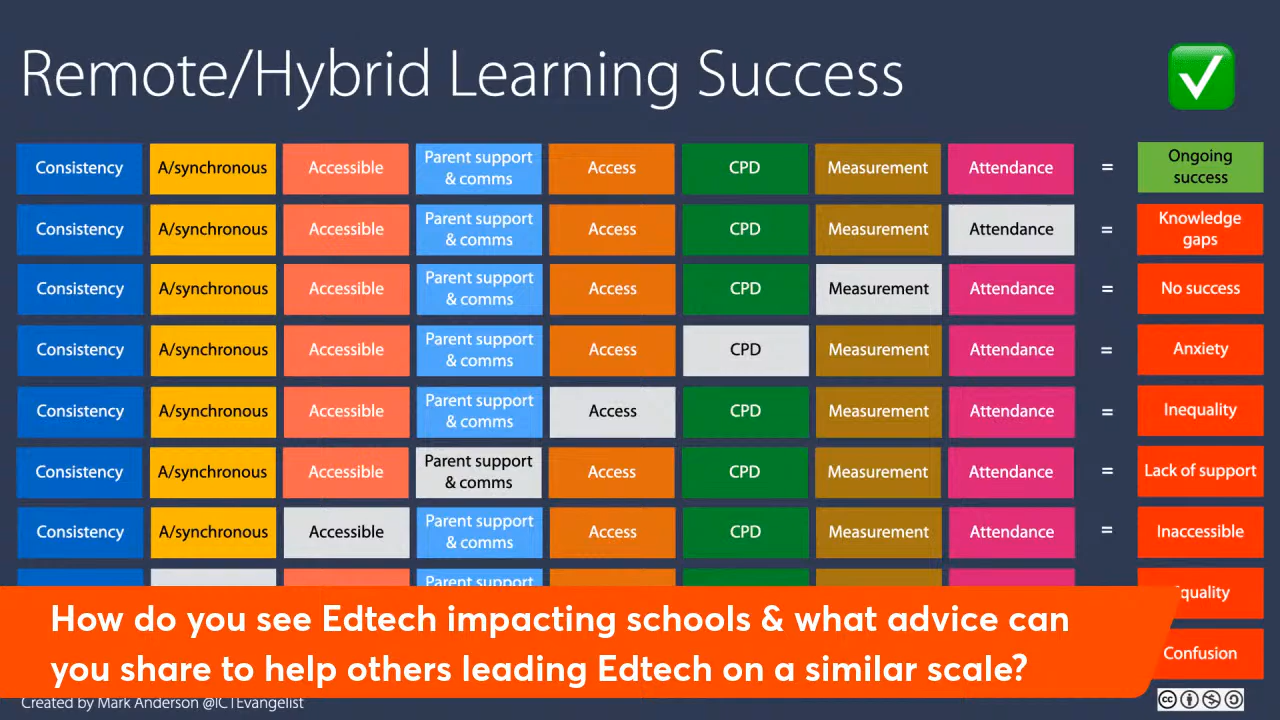 Remote/Hybrid Learning Success
Consistency A/synchronous Accessible Parent support & comms Access CPD Measurement Attendance = Ongoing success
Consistency A/synchronous Accessible Parent support & comms Access CPD Measurement Attendance = Knowledge gaps
Consistency A/synchronous Accessible Parent support & comms Access CPD Measurement Attendance = No success
Consistency A/synchronous Accessible Parent support & comms Access CPD Measurement Attendance = Anxiety
Consistency A/synchronous Accessible Parent support & comms Access CPD Measurement Attendance = Inequality
Consistency A/synchronous Accessible Parent support & comms Access CPD Measurement Attendance = Lack of support
Consistency A/synchronous Accessible Parent support & comms Access CPD Measurement Attendance = Inaccessible
Parent support
Confusion
How do you see Edtech impacting schools & what advice can
you share to help others leading Edtech on a similar scale?
Created by Mark Anderson @ICTEvangelist